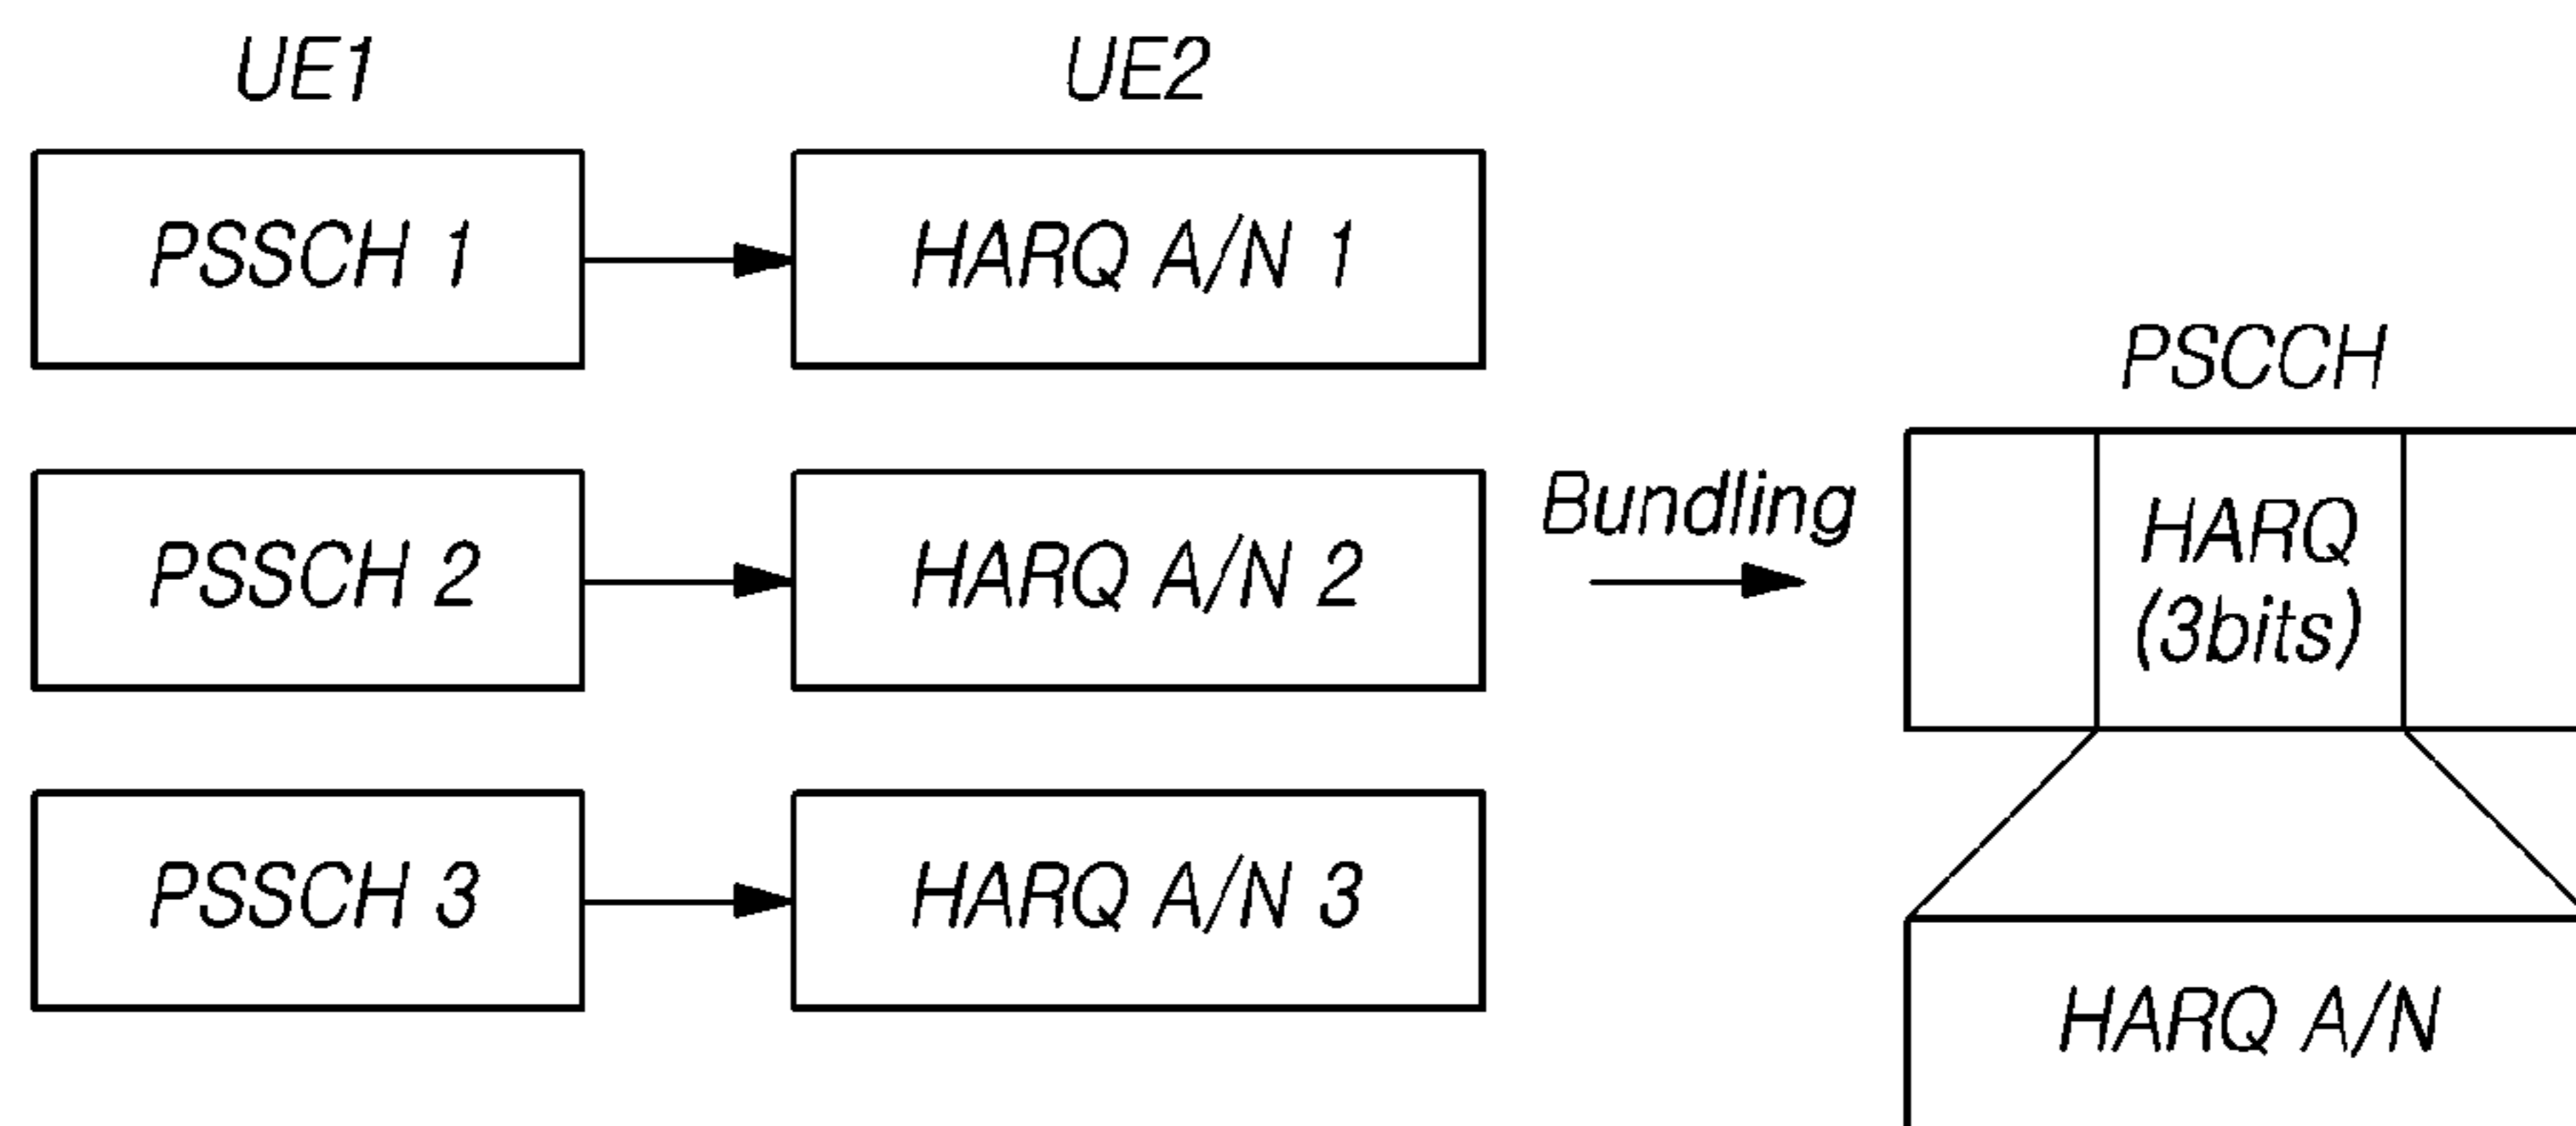 UE1
UE2
PSSCH 1
HARQ A/N 1
PSSCH 2
HARQ A/N 2
PSSCH 3
HARQ A/N 3
Bundling
PSCCH
HARQ
(3bits)
HARQ A/N